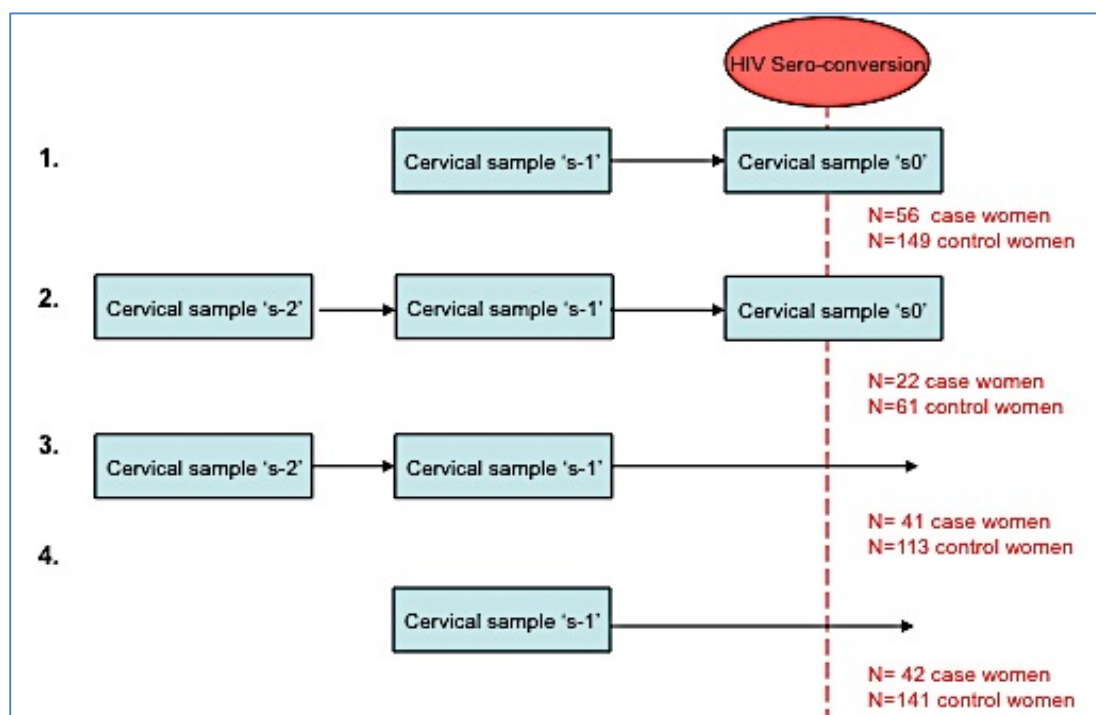 HIV Sero-conversion
1.
Cervical sample ‘s-1’
Cervical sample ‘s0’
N=56 case women
N=149 control women
2.
Cervical sample ‘s-2’
Cervical sample ‘s-1’
Cervical sample ‘s0’
N=22 case women
N=61 control women
3.
Cervical sample ‘s-2’
Cervical sample ‘s-1’
N= 41 case women
N=113 control women
4.
Cervical sample ‘s-1’
N= 42 case women
N=141 control women